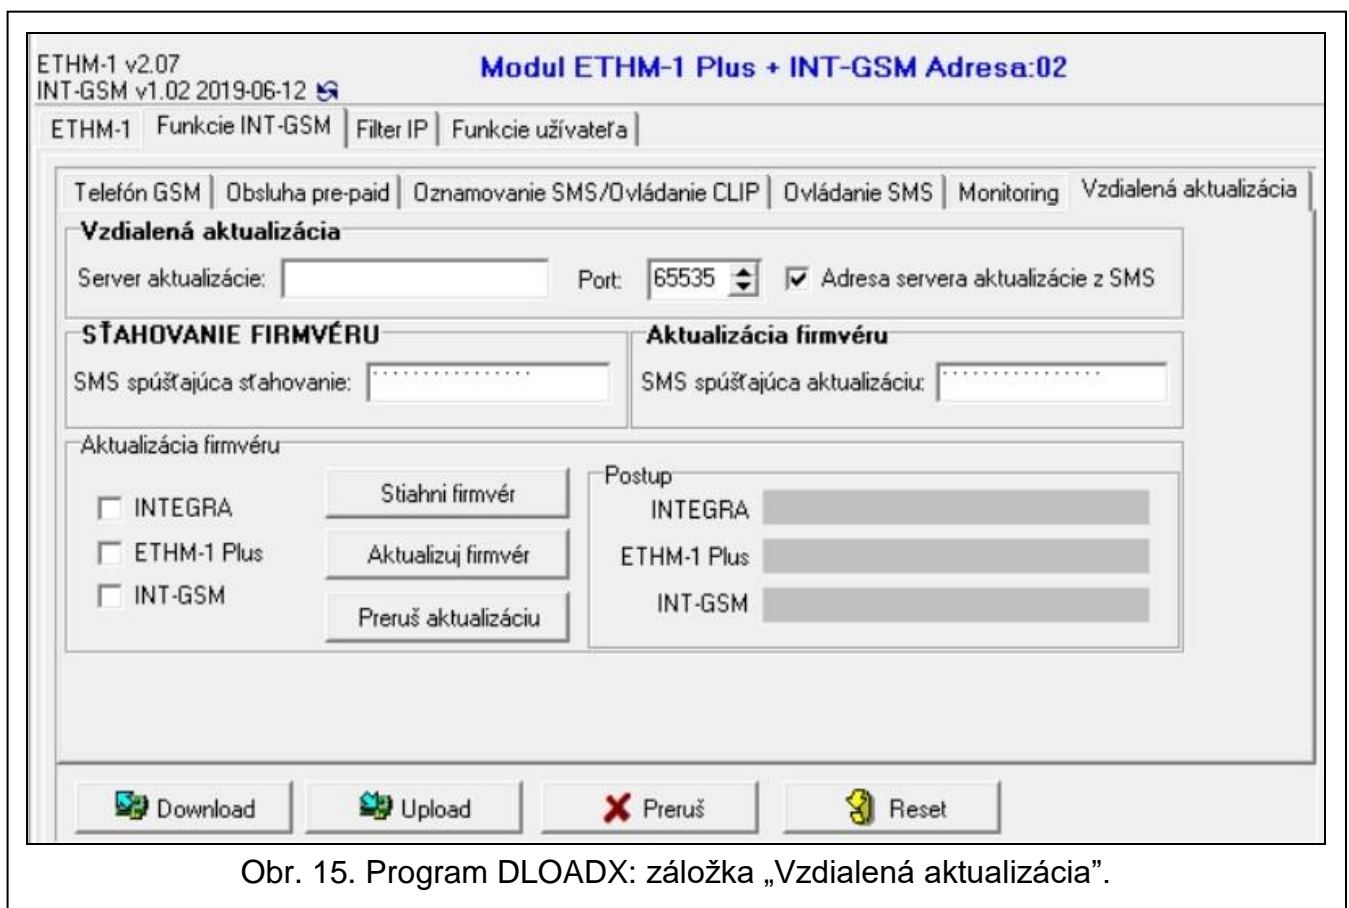 ETHM-1 v2.07
INT-GSM v1.02 2019-06-12
Modul ETHM-1 Plus + INT-GSM Adresa:02
ETHM-1 Funkcie INT-GSM Filter IP Funkcie užívateľa
Telefón GSM Obsluha pre-paid Oznamovanie SMS/Ovládanie CLIP Ovládanie SMS Monitoring Vzdialená aktualizácia
Vzdialená aktualizácia
Server aktualizácie: Port: 65535 Adresa servera aktualizácie z SMS
SŤAHOVANIE FIRMVÉRU
SMS spúšťajúca sťahovanie:
Aktualizácia firmvéru
SMS spúšťajúca aktualizáciu:
Aktualizácia firmvéru
INTEGRA
ETHM-1 Plus
INT-GSM
Stiahni firmvér
Aktualizuj firmvér
Preruš aktualizáciu
Postup
INTEGRA
ETHM-1 Plus
INT-GSM
Download Upload Preruš Reset
Obr. 15. Program DLOADX: záložka „Vzdialená aktualizácia”.